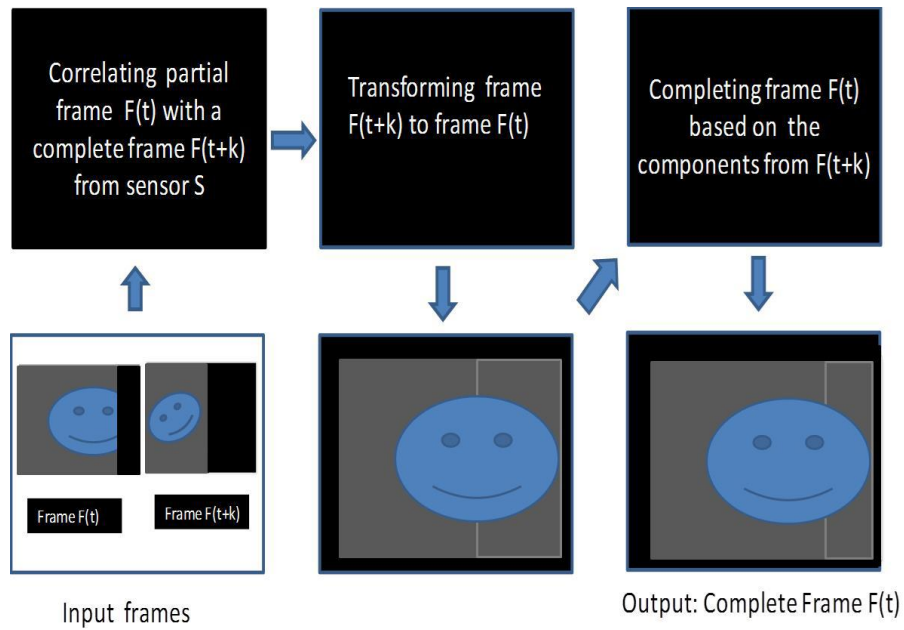 Correlating partial
frame F(t) with a
complete frame F(t+k)
from sensor S
Transforming frame
F(t+k) to frame F(t)
Completing frame F(t)
based on the
components from F(t+k)
Frame F(t)
Frame F(t+k)
Input frames
Output: Complete Frame F(t)